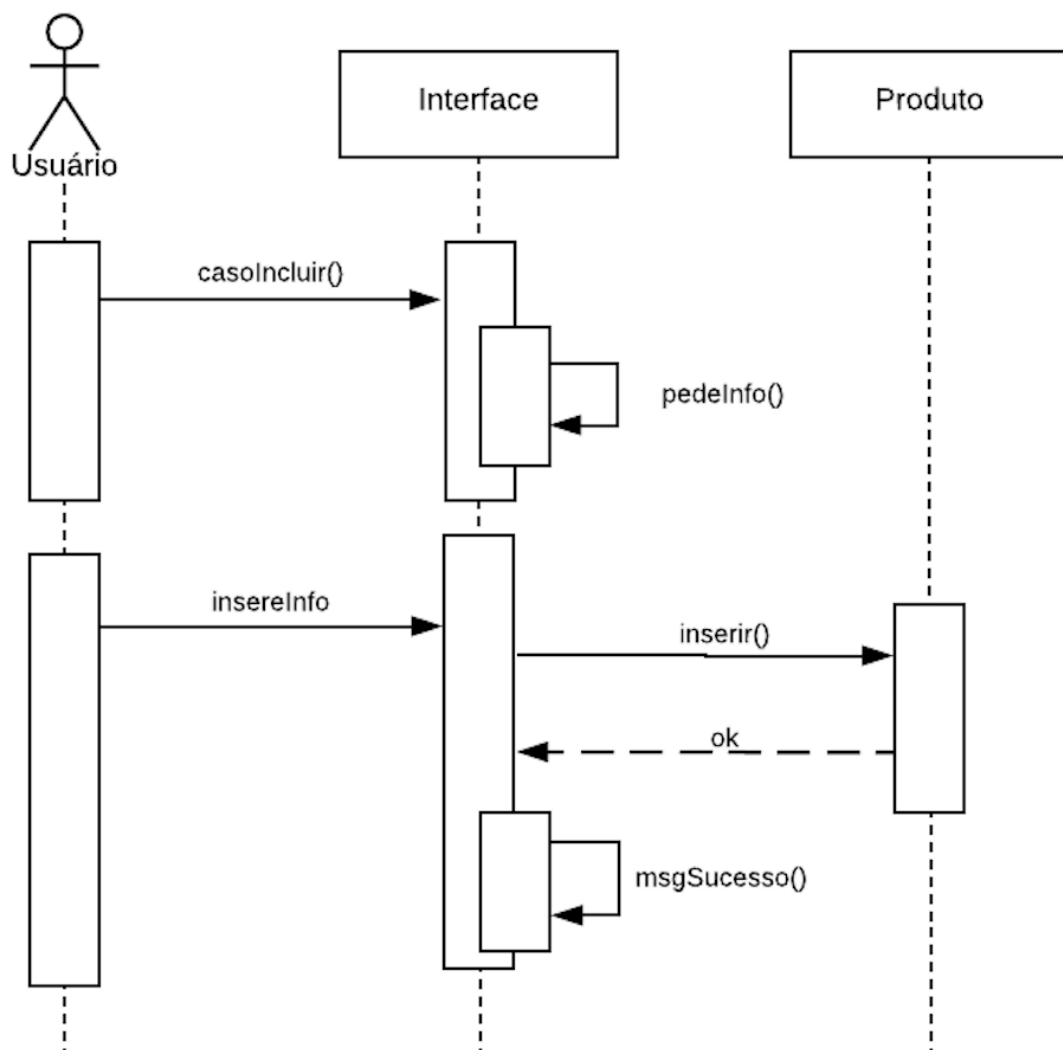 Interface
Produto
Usuário
casoIncluir()
pedeInfo()
insereInfo
inserir()
ok
msgSucesso()